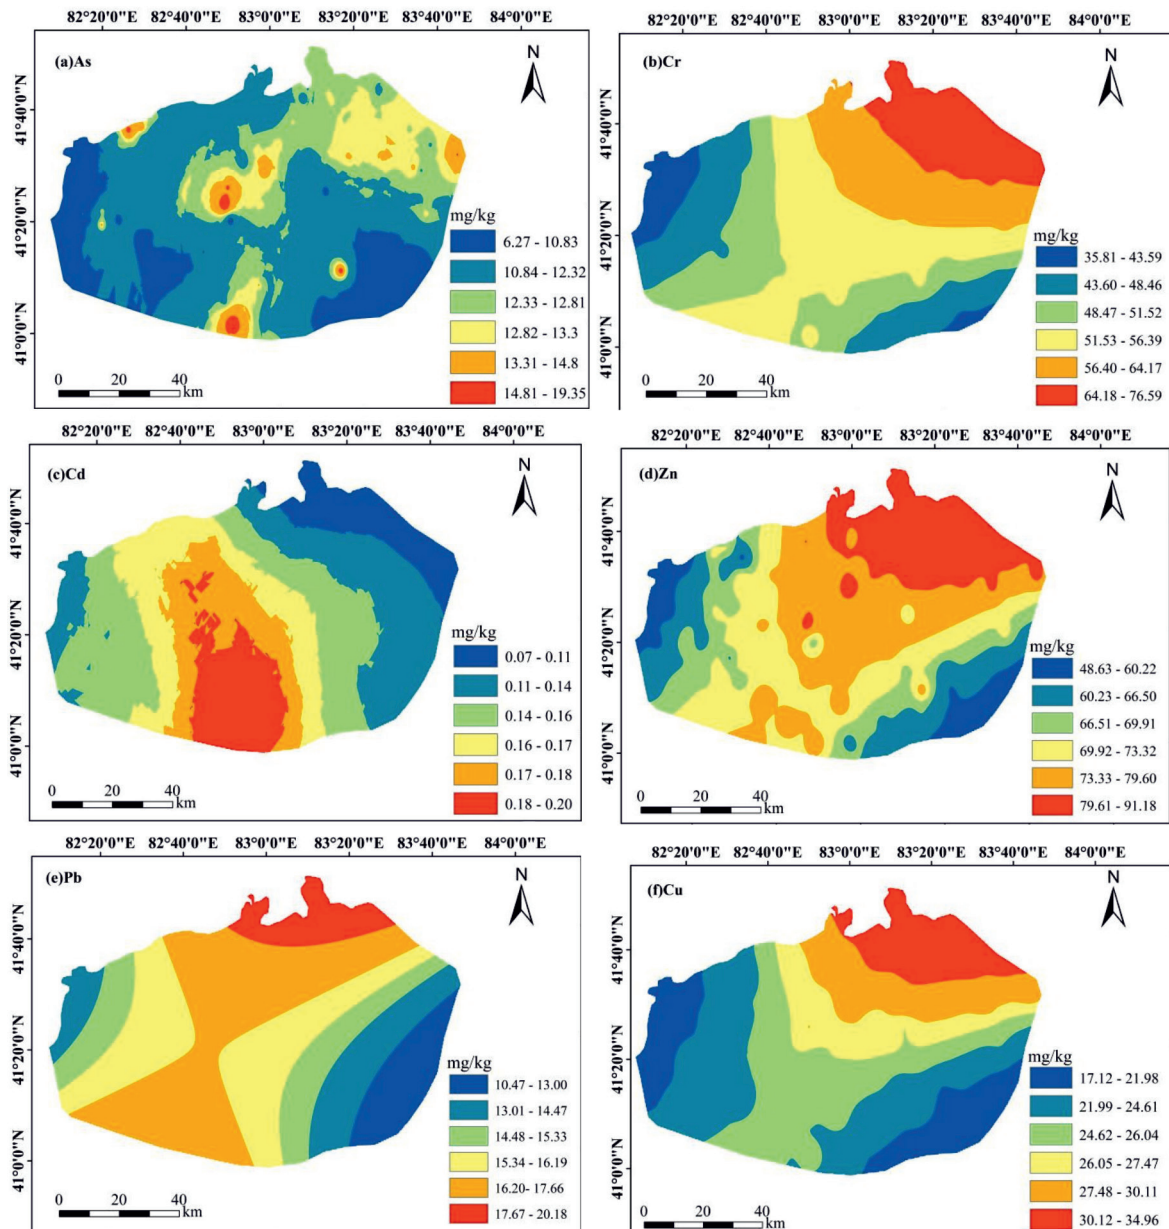 82°20'0"E 82°40'0"E 83°0'0"E 83°20'0"E 83°40'0"E 84°0'0"E
(a)As
N
41°40'0"N
41°20'0"N
41°0'0"N
mg/kg
6.27 - 10.83
10.84 - 12.32
12.33 - 12.81
12.82 - 13.3
13.31 - 14.8
14.81 - 19.35
0 20 40
km
82°20'0"E 82°40'0"E 83°0'0"E 83°20'0"E 83°40'0"E 84°0'0"E
(b)Cr
N
41°40'0"N
41°20'0"N
41°0'0"N
mg/kg
35.81 - 43.59
43.60 - 48.46
48.47 - 51.52
51.53 - 56.39
56.40 - 64.17
64.18 - 76.59
0 20 40
km
82°20'0"E 82°40'0"E 83°0'0"E 83°20'0"E 83°40'0"E 84°0'0"E
(c)Cd
N
41°40'0"N
41°20'0"N
41°0'0"N
mg/kg
0.07 - 0.11
0.11 - 0.14
0.14 - 0.16
0.16 - 0.17
0.17 - 0.18
0.18 - 0.20
0 20 40
km
82°20'0"E 82°40'0"E 83°0'0"E 83°20'0"E 83°40'0"E 84°0'0"E
(d)Zn
N
41°40'0"N
41°20'0"N
41°0'0"N
mg/kg
48.63 - 60.22
60.23 - 66.50
66.51 - 69.91
69.92 - 73.32
73.33 - 79.60
79.61 - 91.18
0 20 40
km
82°20'0"E 82°40'0"E 83°0'0"E 83°20'0"E 83°40'0"E 84°0'0"E
(e)Pb
N
41°40'0"N
41°20'0"N
41°0'0"N
mg/kg
10.47 - 13.00
13.01 - 14.47
14.48 - 15.33
15.34 - 16.19
16.20- 17.66
17.67 - 20.18
0 20 40
km
82°20'0"E 82°40'0"E 83°0'0"E 83°20'0"E 83°40'0"E 84°0'0"E
(f)Cu
N
41°40'0"N
41°20'0"N
41°0'0"N
mg/kg
17.12 - 21.98
21.99 - 24.61
24.62 - 26.04
26.05 - 27.47
27.48 - 30.11
30.12 - 34.96
0 20 40
km